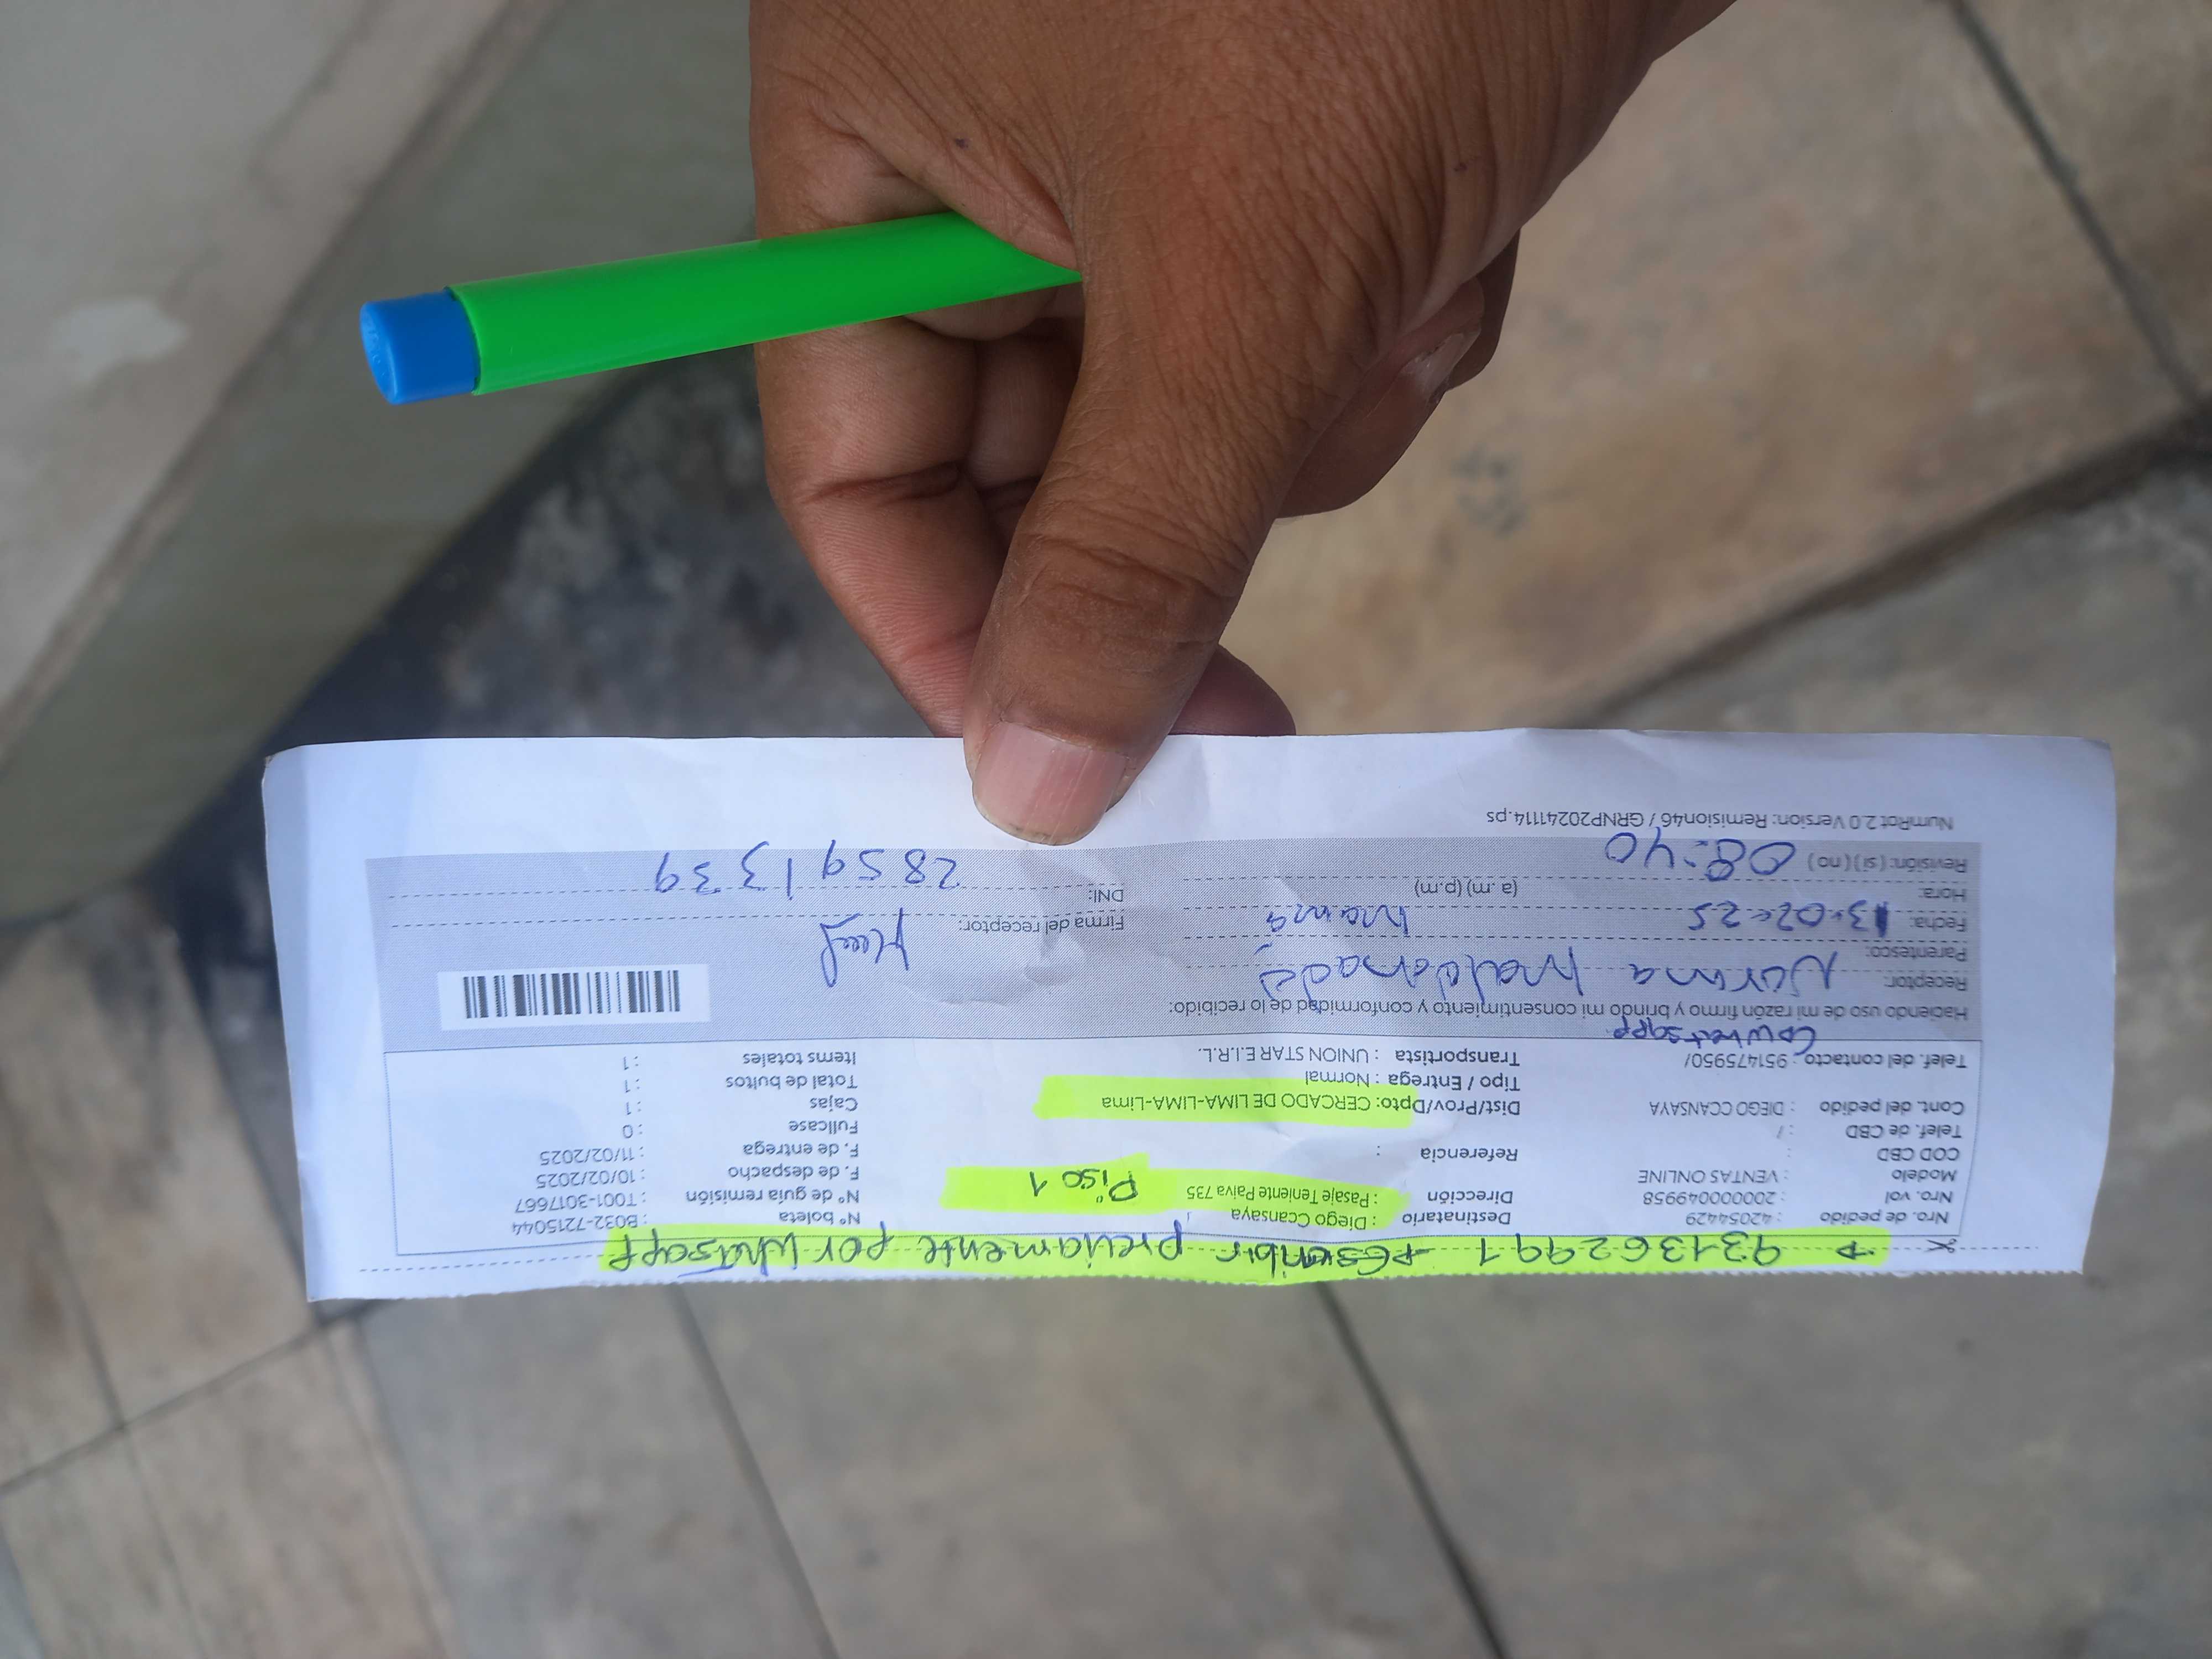 → 931362991 → Escribir previamente por Whatsapp
Nro. de pedido : 42054429 Destinatario : Diego Ccansaya N° boleta : B032-7215044
Nro. vol : 20000049958 Dirección : Pasaje Teniente Paiva 735 Piso 1 N° de guía remisión : T001-3017667
Modelo : VENTAS ONLINE F. de despacho : 10/02/2025
COD CBD : Referencia : F. de entrega : 11/02/2025
Telef. de CBD : / Fullcase : 0
Cont. del pedido : DIEGO CCANSAYA Dist/Prov/Dpto: CERCADO DE LIMA-LIMA-Lima Cajas : 1
Tipo / Entrega : Normal Total de bultos : 1
Telef. del contacto : 951475950/ Transportista : UNION STAR E.I.R.L. Items totales : 1
Haciendo uso de mi razón firmo y brindo mi consentimiento y conformidad de lo recibido:
Receptor: Norma Maldonado
Parentesco: mama Firma del receptor:
Fecha: 13-02-25
Hora: (a. m) (p.m) DNI: 28591339
Revisión: ( si ) ( no ) 08:40
NumRot 2.0 Version: Remision46 / GRNP20241114.ps